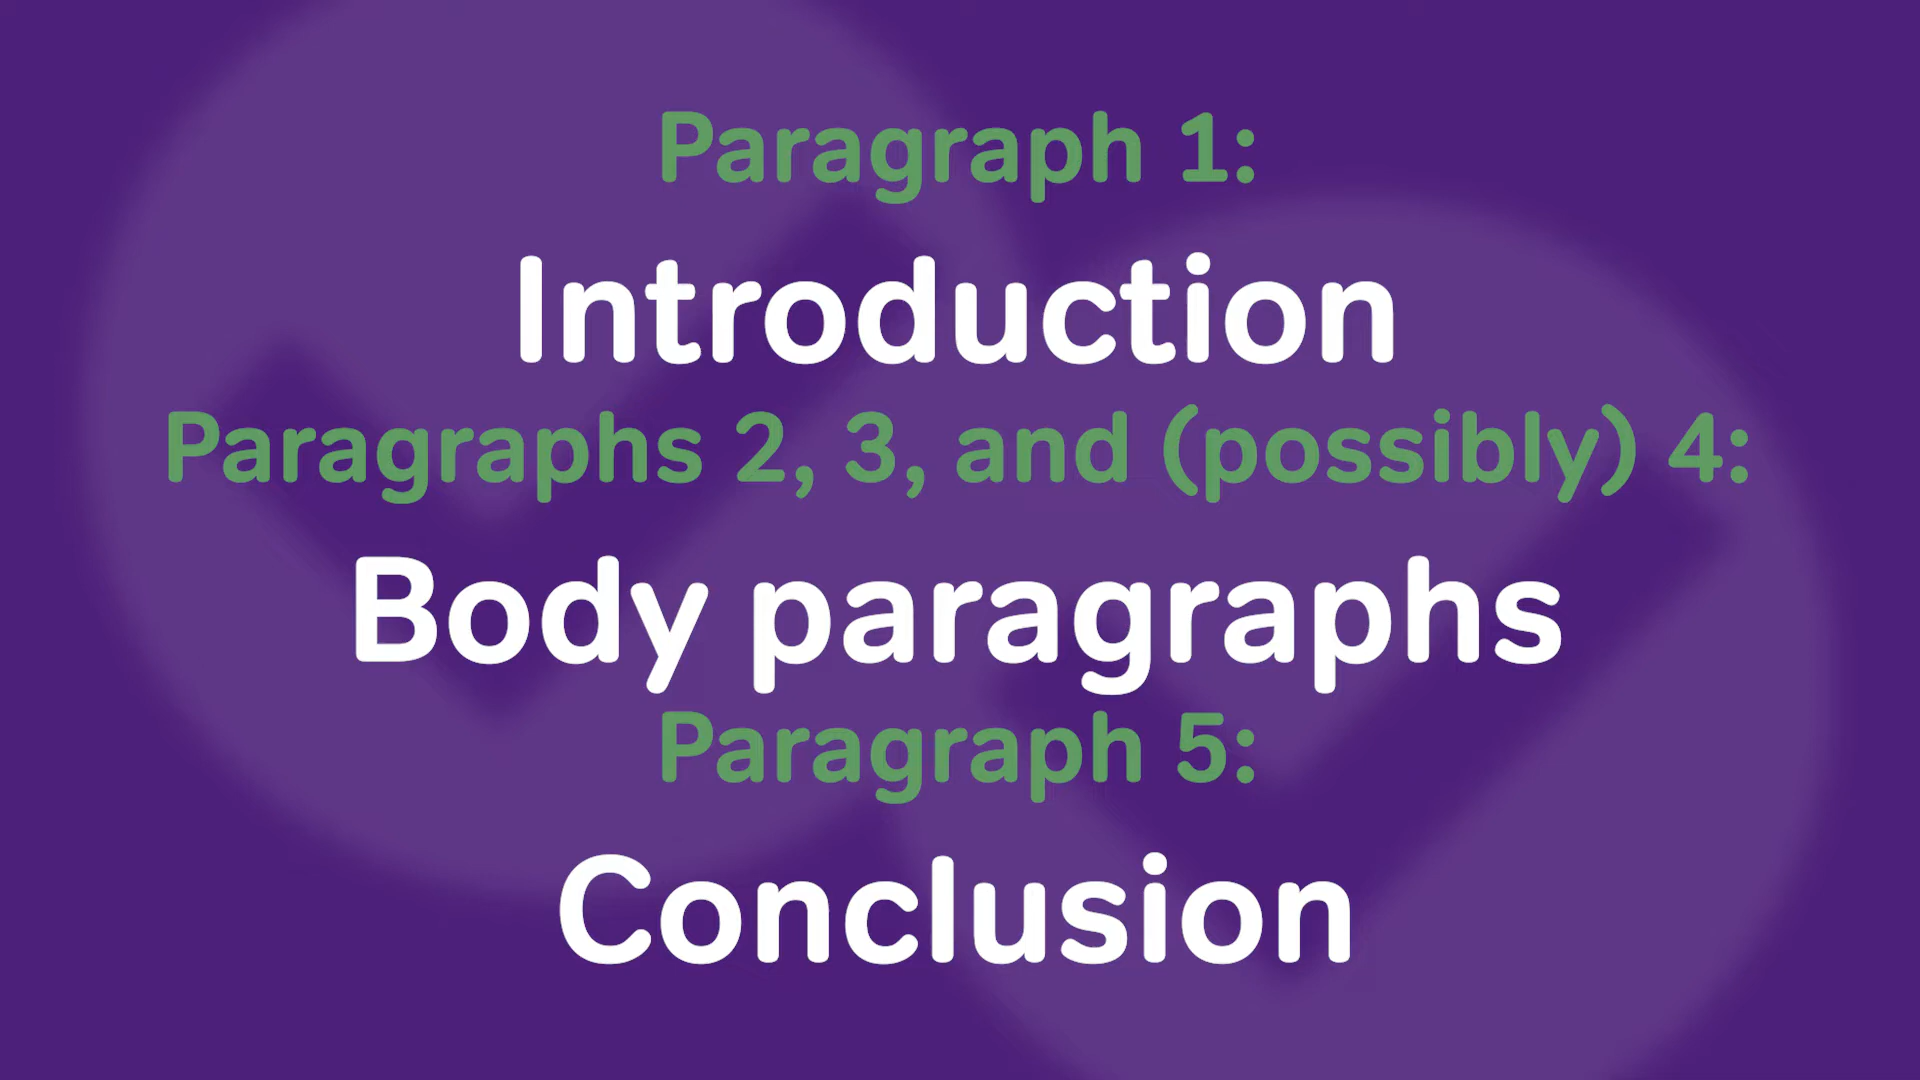 Paragraph 1:
Introduction
Paragraphs 2, 3, and (possibly) 4:
Body paragraphs
Paragraph 5:
Conclusion